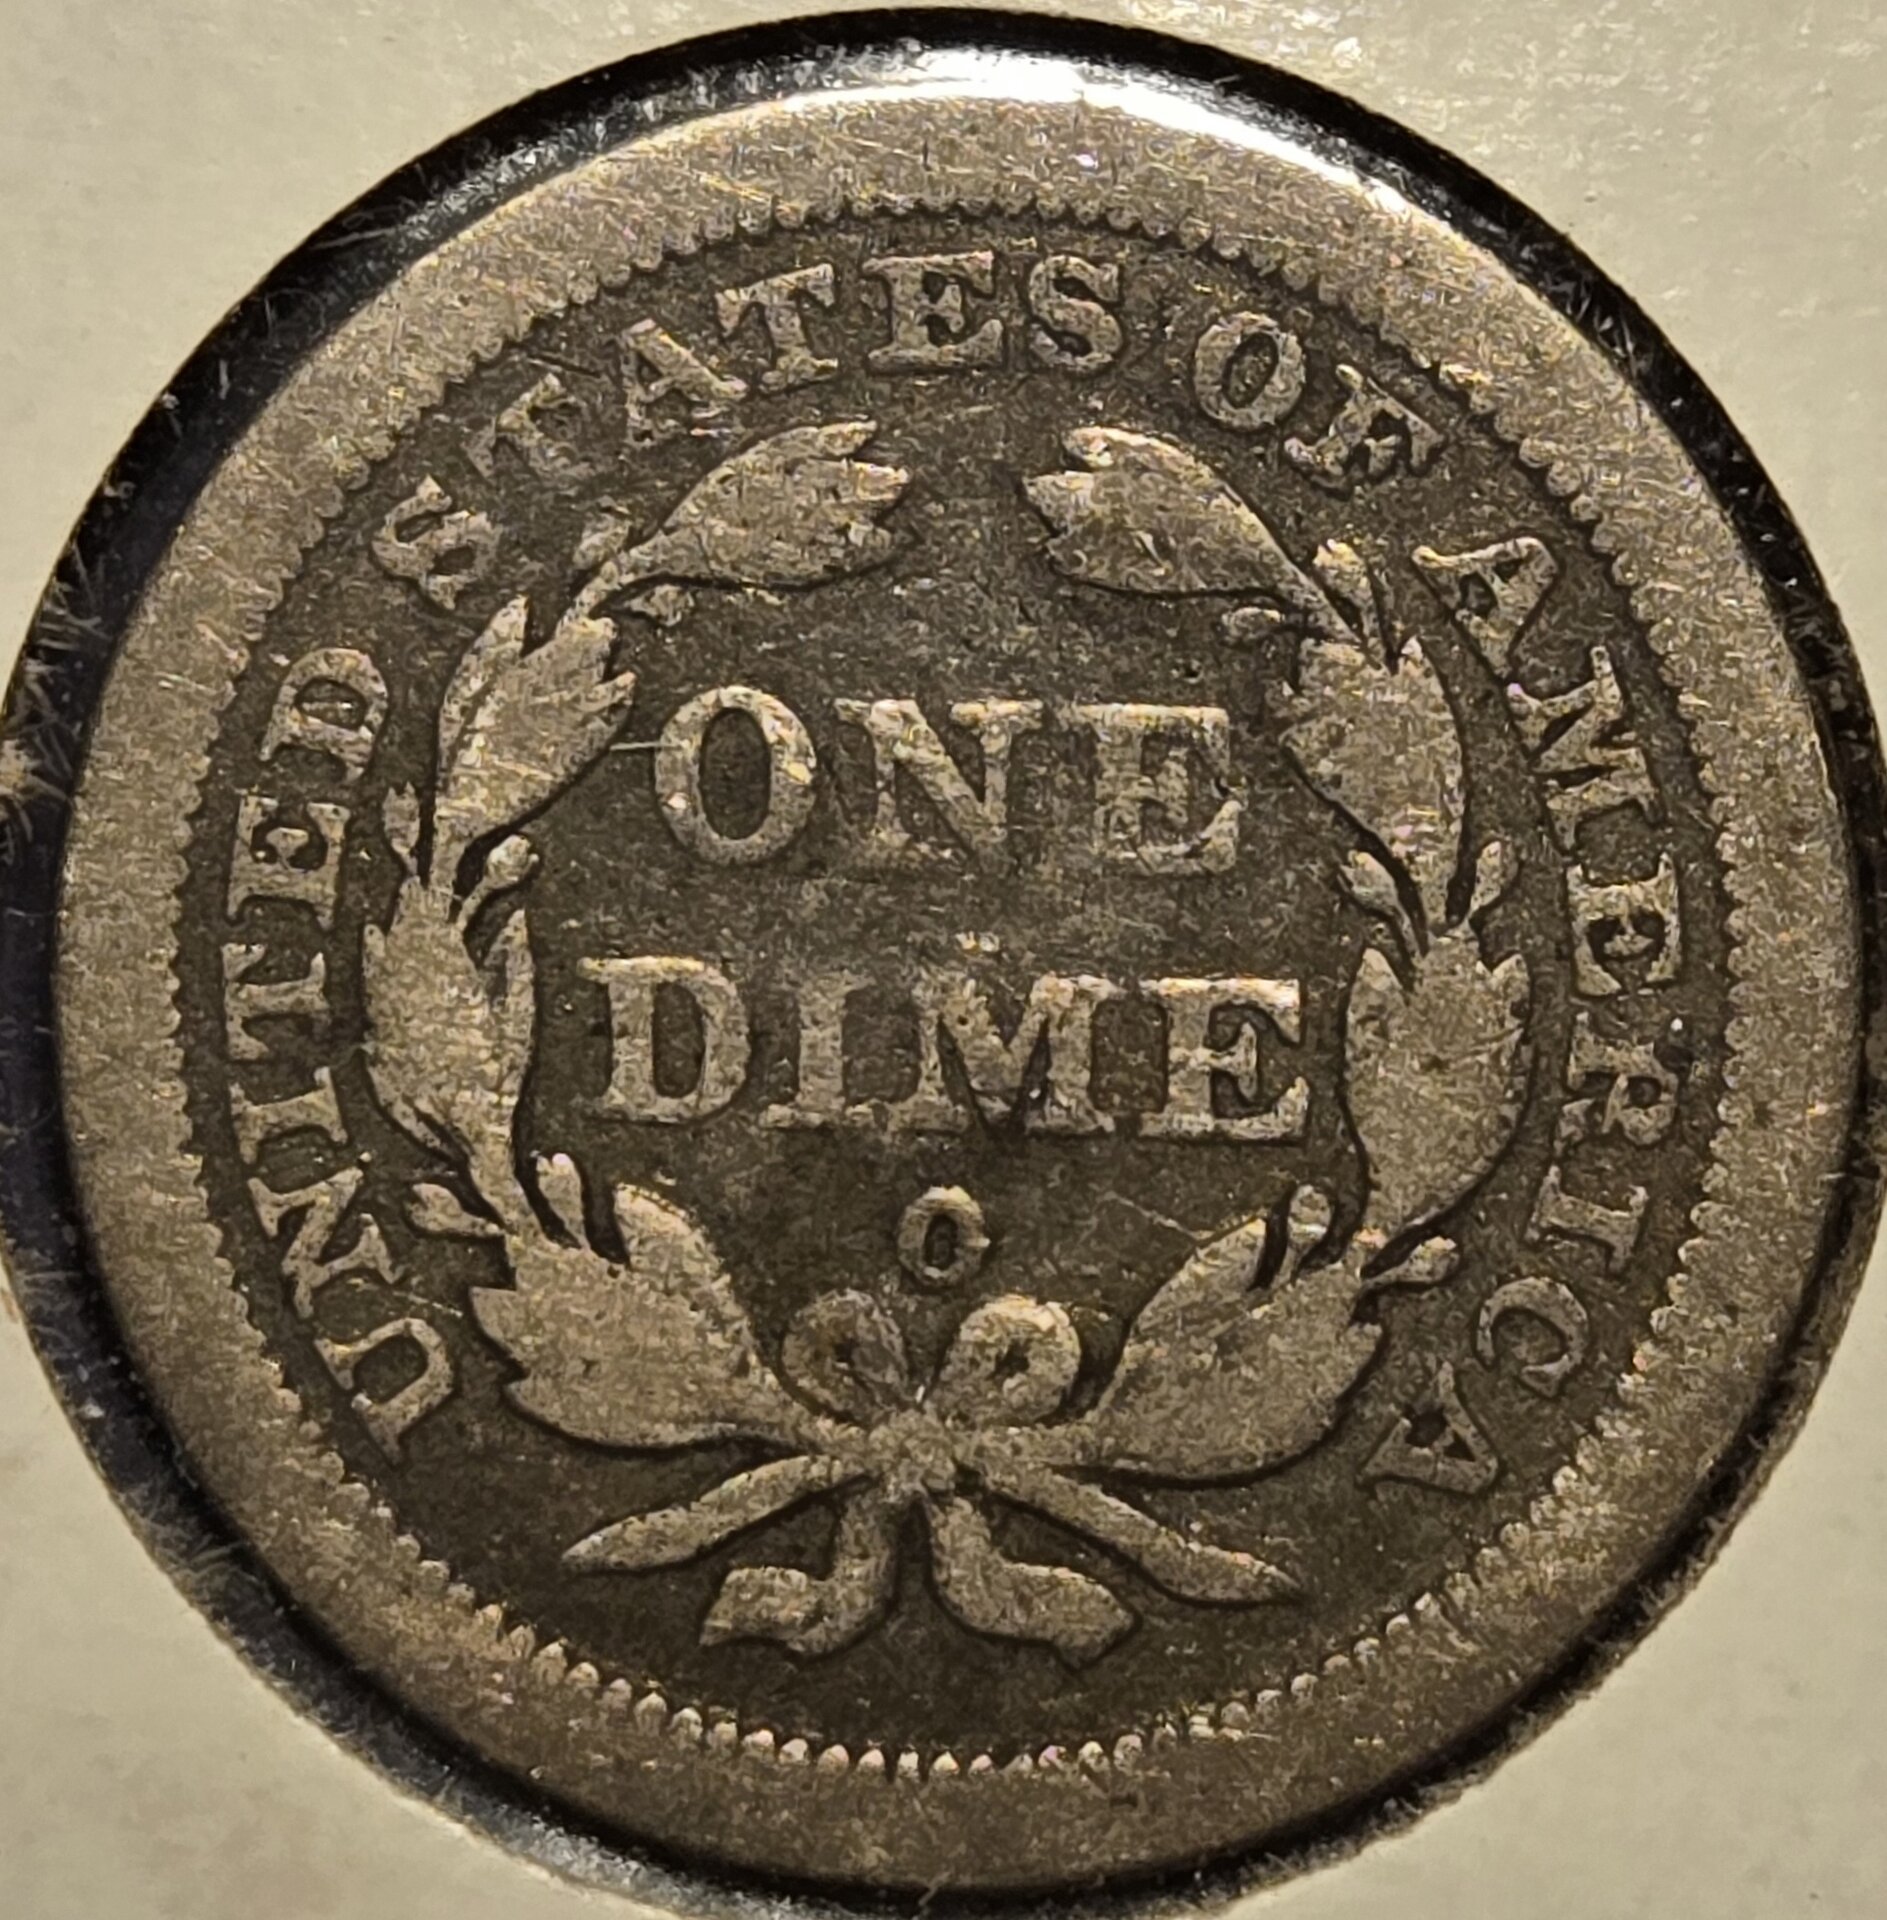 UNITED STATES OF AMERICA
ONE
DIME
O